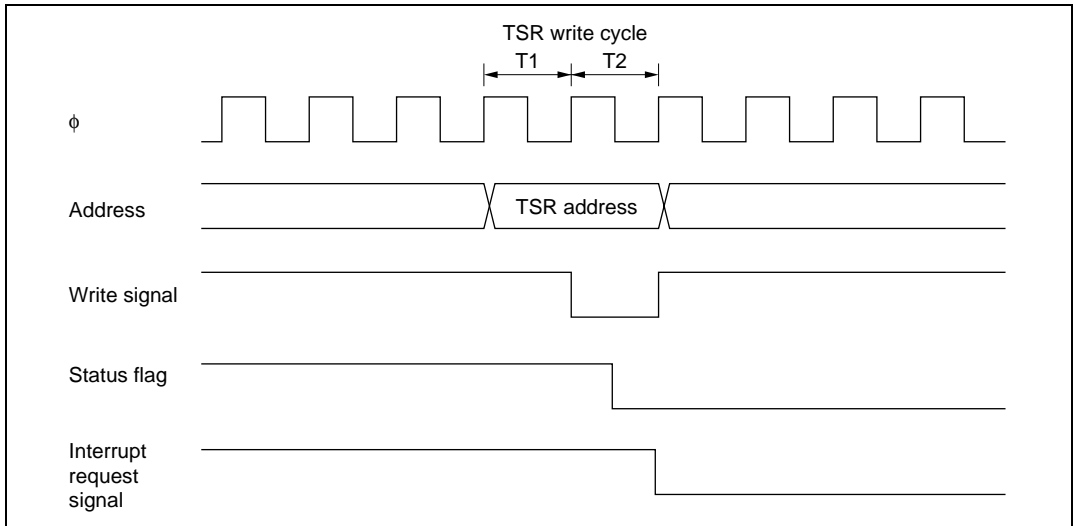 TSR write cycle
T1 T2
ϕ
Address
TSR address
Write signal
Status flag
Interrupt
request
signal